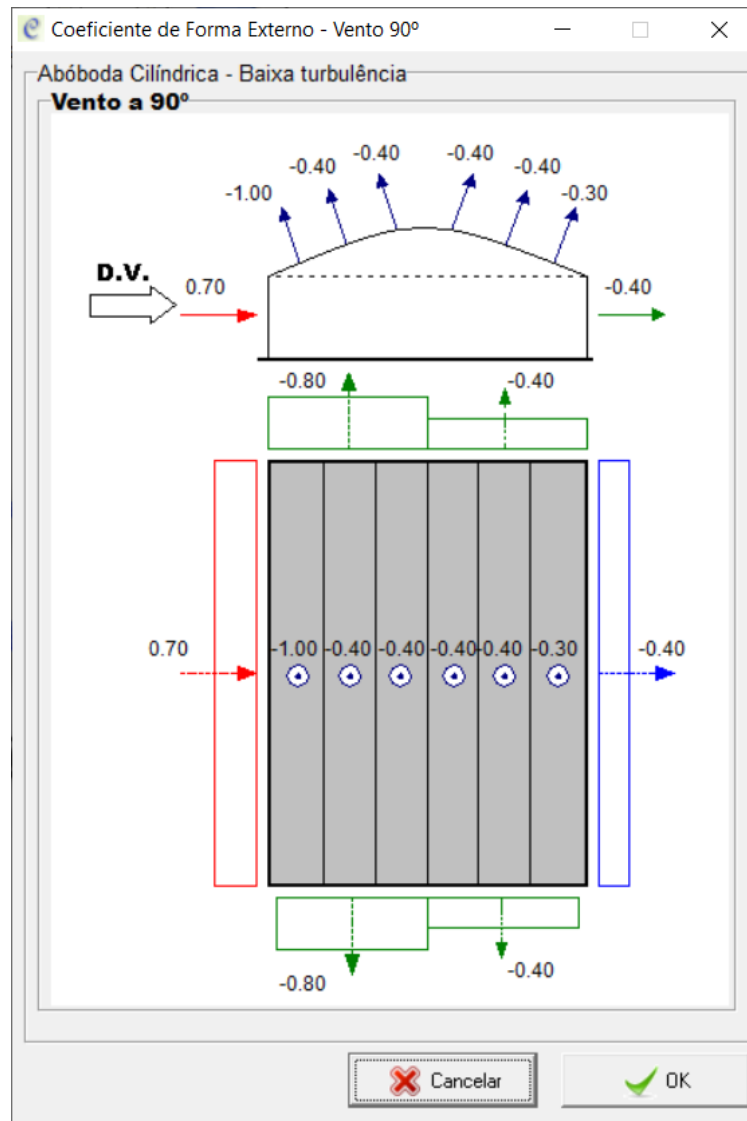 Coeficiente de Forma Externo - Vento 90º
Abóboda Cilíndrica - Baixa turbulência
Vento a 90º
-0.40 -0.40 -0.40 -0.40
-1.00 -0.30
D.V.
0.70 -0.40
-0.80 -0.40
0.70 -1.00 -0.40 -0.40 -0.40 -0.40 -0.30 -0.40
-0.80 -0.40
Cancelar OK